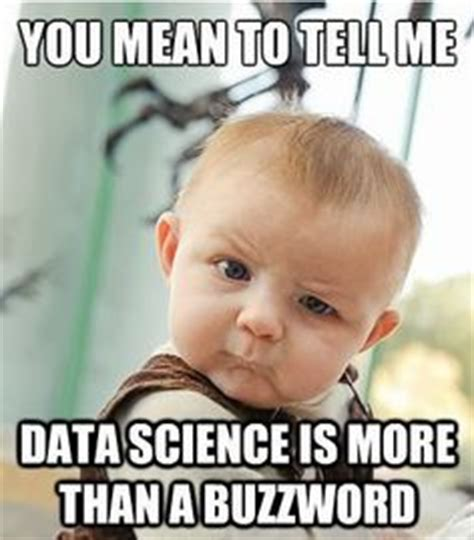 YOU MEAN TO TELL ME
DATA SCIENCE IS MORE
THAN A BUZZWORD